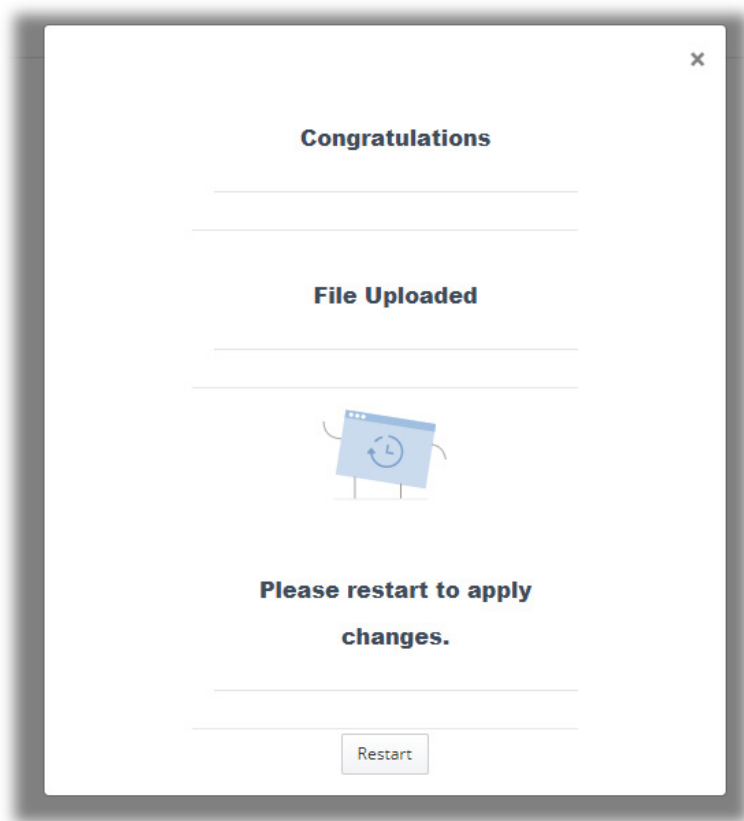 Congratulations
File Uploaded
Please restart to apply
changes.
Restart